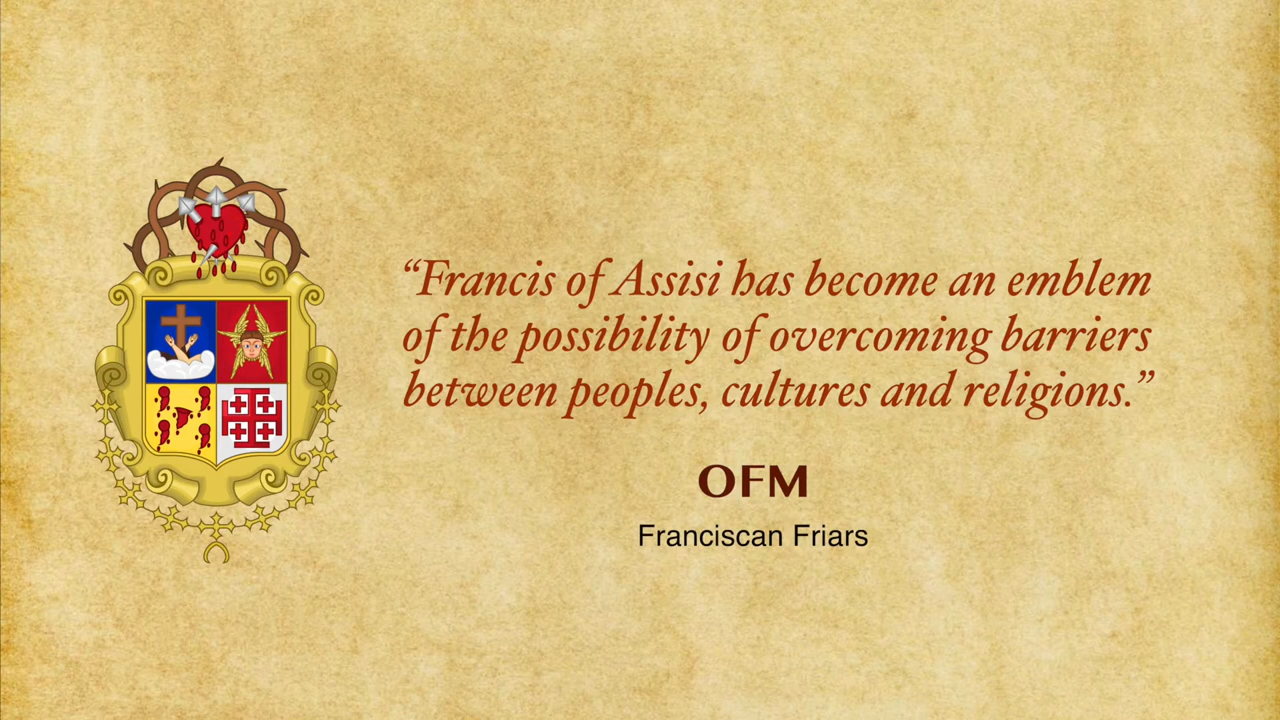 “Francis of Assisi has become an emblem
of the possibility of overcoming barriers
between peoples, cultures and religions.”
OFM
Franciscan Friars